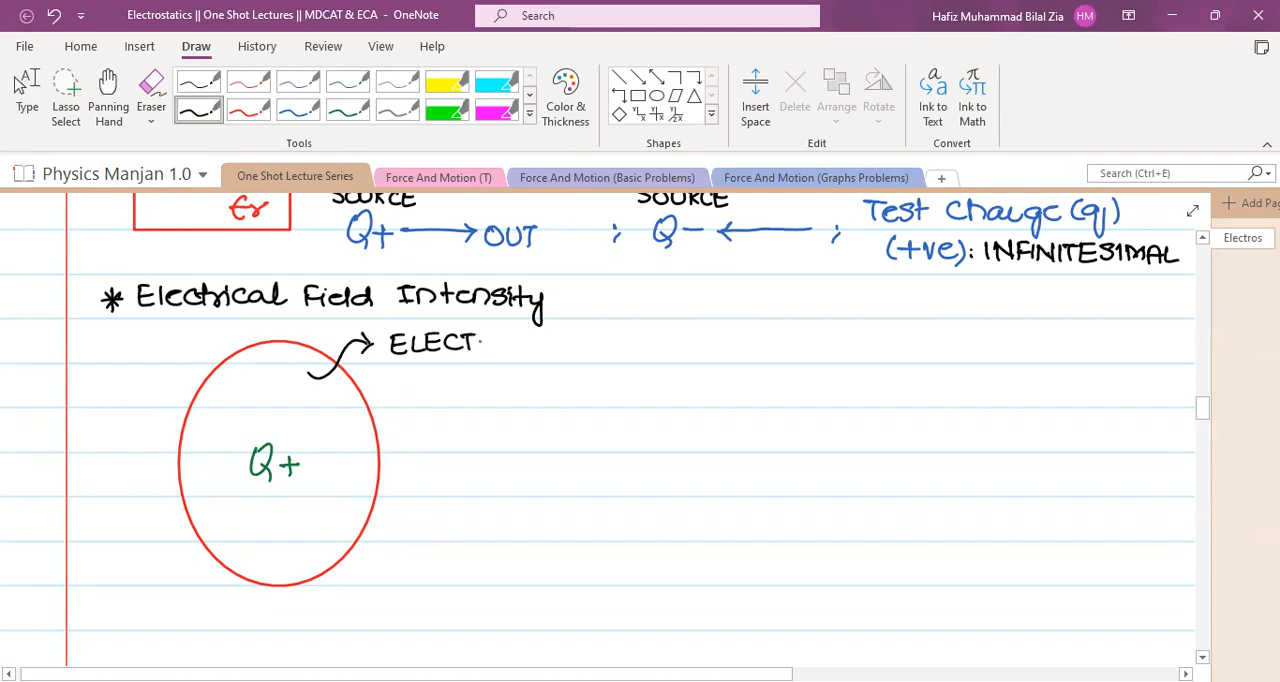 Electrostatics || One Shot Lectures || MDCAT & ECA - OneNote
Search
Hafiz Muhammad Bilal Zia
HM
File Home Insert Draw View History Review View Help
Type
Lasso Select
Panning Hand
Eraser
Color & Thickness
Insert Space
Delete
Arrange
Rotate
Ink to Text
Ink to Math
Tools
Shapes
Edit
Convert
Physics Manjan 1.0
One Shot Lecture Series
Force And Motion (T)
Force And Motion (Basic Problems)
Force And Motion (Graphs Problems)
Search (Ctrl+E)
Add Pag
Electros
SOURCE
SOURCE
Er
Q+ OUT ; Q- ; Test Charge (q)
(+ve): INFINITESIMAL
* Electrical Field Intensity
ELECT
Q+